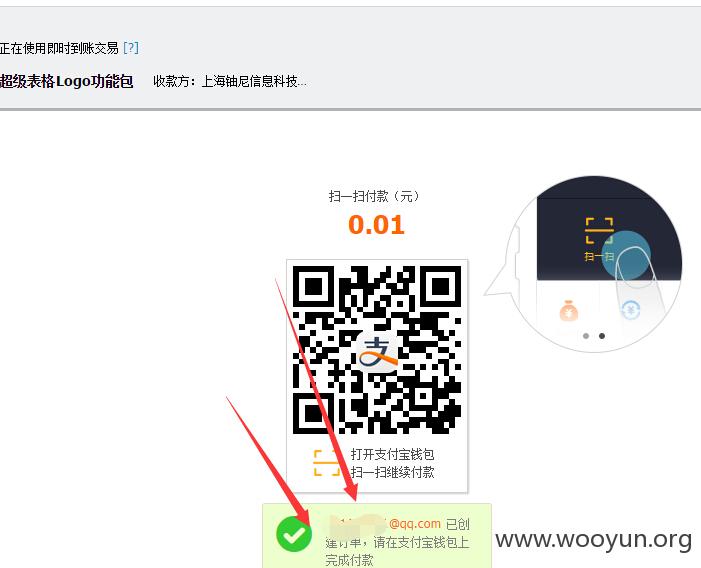 正在使用即时到账交易 [?]
超级表格Logo功能包 收款方：上海铀尼信息科技...
扫一扫付款（元）
0.01
扫一扫
支
打开支付宝钱包
扫一扫继续付款
@qq.com 已创
建订单，请在支付宝钱包上
完成付款
www.wooyun.org